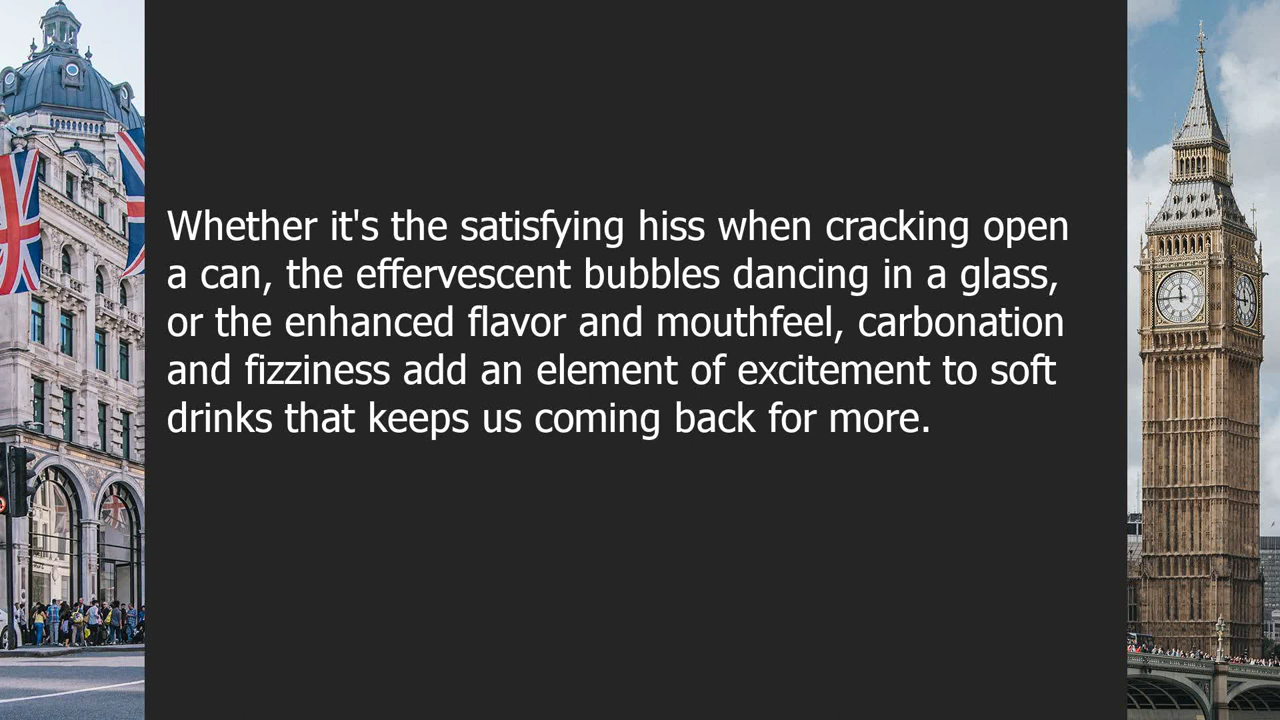 Whether it's the satisfying hiss when cracking open
a can, the effervescent bubbles dancing in a glass,
or the enhanced flavor and mouthfeel, carbonation
and fizziness add an element of excitement to soft
drinks that keeps us coming back for more.